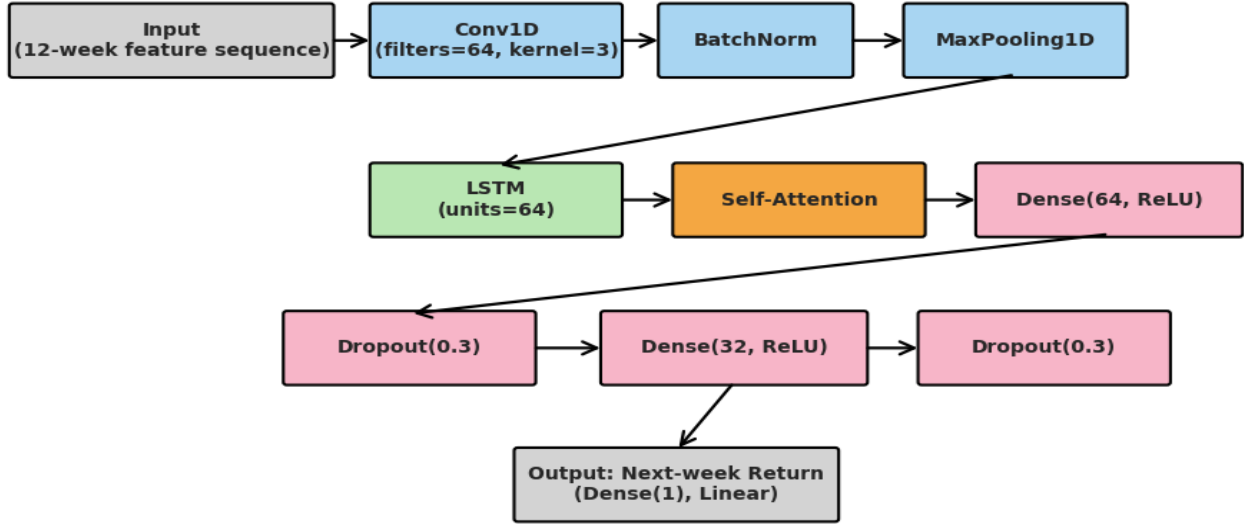 Input
(12-week feature sequence)
Conv1D
(filters=64, kernel=3)
BatchNorm
MaxPooling1D
LSTM
(units=64)
Self-Attention
Dense(64, ReLU)
Dropout(0.3)
Dense(32, ReLU)
Dropout(0.3)
Output: Next-week Return
(Dense(1), Linear)